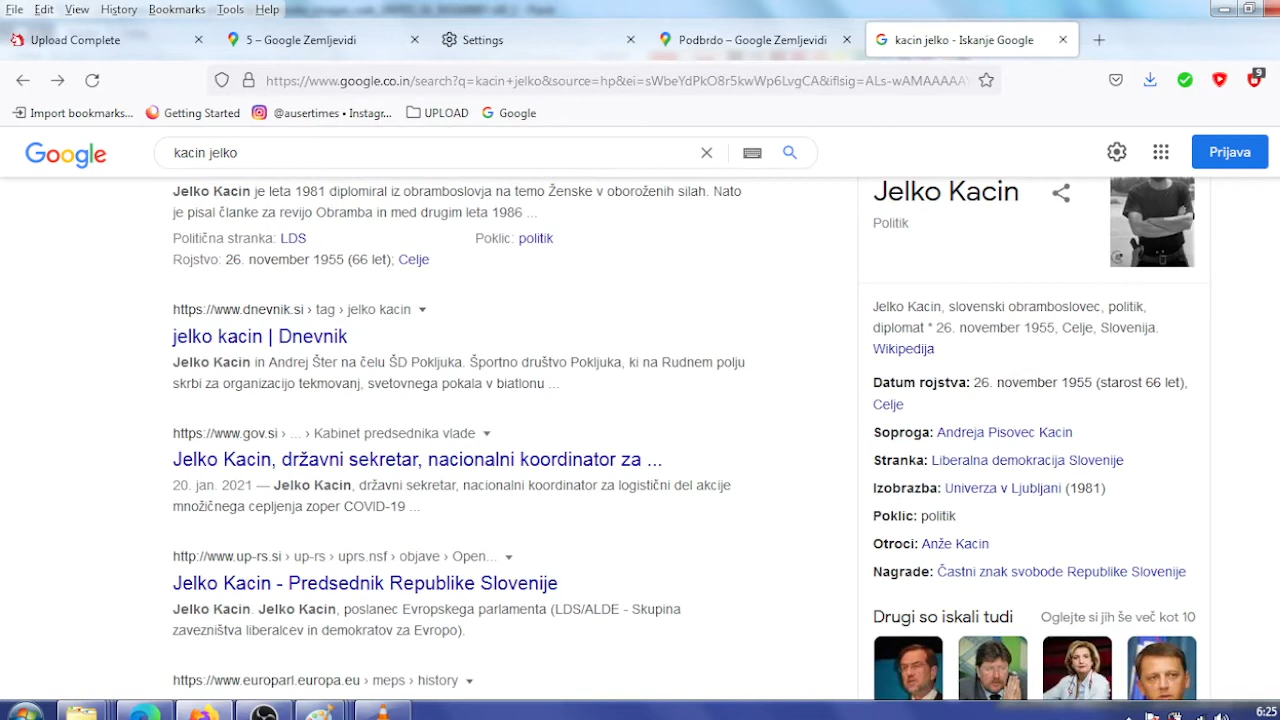 File Edit View History Bookmarks Tools Help
Upload Complete
5 – Google Zemljevidi
Settings
Podbrdo – Google Zemljevidi
kacin jelko - Iskanje Google
https://www.google.co.in/search?q=kacin+jelko&source=hp&ei=sWbeYdPkO8r5kwWp6LvgCA&iflsig=ALs-wAMAAAAA
9
Import bookmarks...
Getting Started
@ausertimes • Instagr...
UPLOAD
Google
Google
kacin jelko
Prijava
Jelko Kacin je leta 1981 diplomiral iz obramboslovja na temo Ženske v oboroženih silah. Nato
je pisal članke za revijo Obramba in med drugim leta 1986 ...
Politična stranka: LDS
Poklic: politik
Rojstvo: 26. november 1955 (66 let); Celje
https://www.dnevnik.si › tag › jelko kacin
jelko kacin | Dnevnik
Jelko Kacin in Andrej Šter na čelu ŠD Pokljuka. Športno društvo Pokljuka, ki na Rudnem polju
skrbi za organizacijo tekmovanj, svetovnega pokala v biatlonu ...
https://www.gov.si › ... › Kabinet predsednika vlade
Jelko Kacin, državni sekretar, nacionalni koordinator za ...
20. jan. 2021 — Jelko Kacin, državni sekretar, nacionalni koordinator za logistični del akcije
množičnega cepljenja zoper COVID-19 ...
http://www.up-rs.si › up-rs › uprs.nsf › objave › Open...
Jelko Kacin - Predsednik Republike Slovenije
Jelko Kacin. Jelko Kacin, poslanec Evropskega parlamenta (LDS/ALDE - Skupina
zavezništva liberalcev in demokratov za Evropo).
https://www.europarl.europa.eu › meps › history
Jelko Kacin
Politik
Jelko Kacin, slovenski obramboslovec, politik,
diplomat * 26. november 1955, Celje, Slovenija.
Wikipedija
Datum rojstva: 26. november 1955 (starost 66 let),
Celje
Soproga: Andreja Pisovec Kacin
Stranka: Liberalna demokracija Slovenije
Izobrazba: Univerza v Ljubljani (1981)
Poklic: politik
Otroci: Anže Kacin
Nagrade: Častni znak svobode Republike Slovenije
Drugi so iskali tudi
Oglejte si jih še več kot 10
6:25